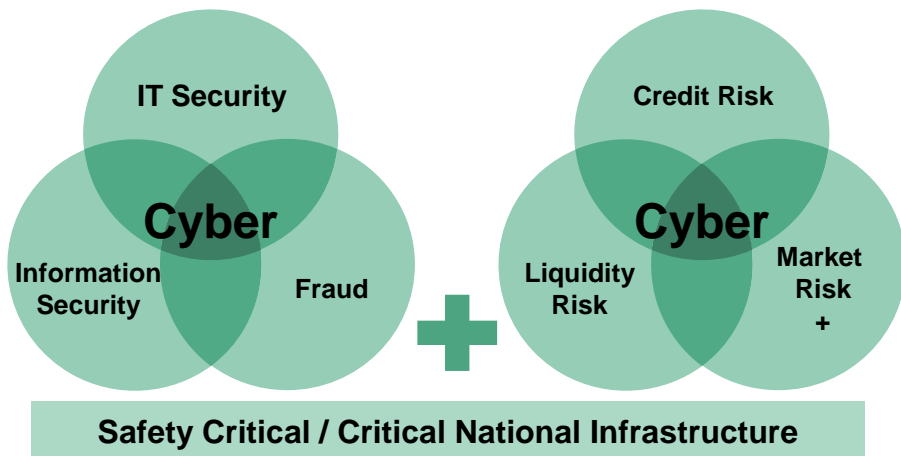 IT Security
Cyber
Information
Security
Fraud
Credit Risk
Cyber
Liquidity
Risk
Market
Risk
+
Safety Critical / Critical National Infrastructure